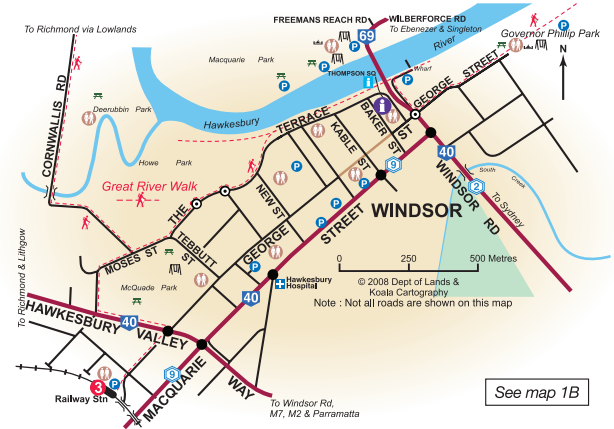 To Richmond via Lowlands
FREEMANS REACH RD
WILBERFORCE RD
To Ebenezer & Singleton
River
Governor Phillip Park
69
N
Macquarie Park
THOMPSON SQ
Wharf
GEORGE STREET
CORNWALLIS RD
Deerubbin Park
Hawkesbury
TERRACE
BAKER ST
KABLE ST
40
Howe Park
9
South Creek
2
Great River Walk
THE
NEW ST
WINDSOR
WINDSOR RD
To Sydney
MOSES ST
TEBBUTT ST
GEORGE STREET
0 250 500 Metres
© 2008 Dept of Lands &
Koala Cartography
Note : Not all roads are shown on this map
Hawkesbury
Hospital
McQuade Park
To Richmond & Lithgow
40
HAWKESBURY VALLEY WAY
40
9
MACQUARIE
3
Railway Stn
To Windsor Rd,
M7, M2 & Parramatta
See map 1B